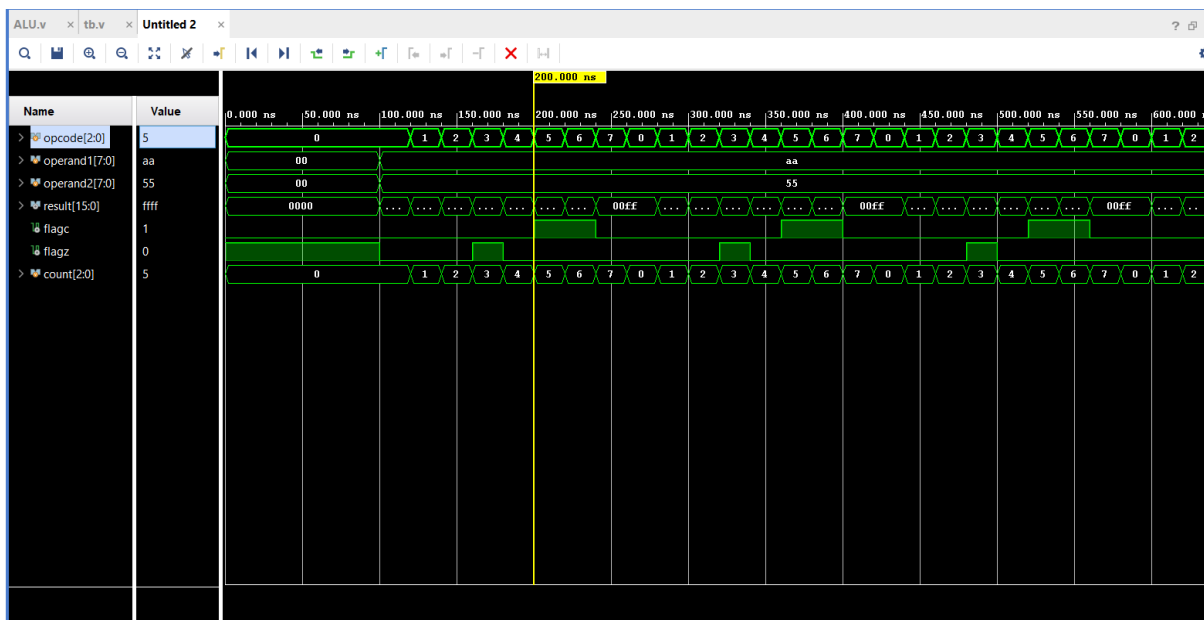 ALU.v × tb.v × Untitled 2 ×
?
200.000 ns
Name Value
0.000 ns 50.000 ns 100.000 ns 150.000 ns 200.000 ns 250.000 ns 300.000 ns 350.000 ns 400.000 ns 450.000 ns 500.000 ns 550.000 ns 600.000
opcode[2:0] 5 0 1 2 3 4 5 6 7 0 1 2 3 4 5 6 7 0 1 2 3 4 5 6 7 0 1 2
operand1[7:0] aa 00 aa
operand2[7:0] 55 00 55
result[15:0] ffff 0000 ... ... ... ... ... ... ... 00ff ... ... ... ... ... ... 00ff ... ... ... ... ... ... 00ff ... ...
flagc 1
flagz 0
count[2:0] 5 0 1 2 3 4 5 6 7 0 1 2 3 4 5 6 7 0 1 2 3 4 5 6 7 0 1 2